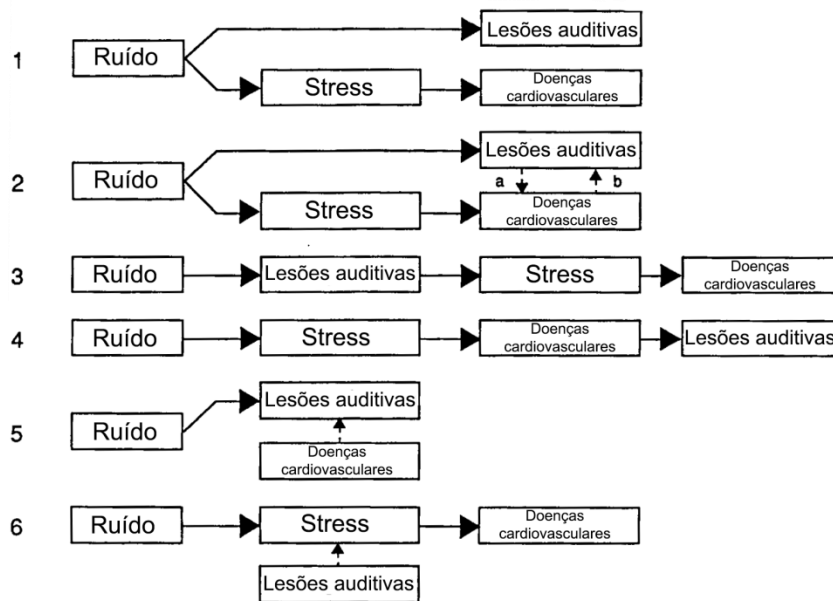 Lesões auditivas
1
Ruído
Stress
Doenças
cardiovasculares
Lesões auditivas
2
Ruído
a
b
Stress
Doenças
cardiovasculares
3
Ruído
Lesões auditivas
Stress
Doenças
cardiovasculares
4
Ruído
Stress
Doenças
cardiovasculares
Lesões auditivas
5
Ruído
Lesões auditivas
Doenças
cardiovasculares
6
Ruído
Stress
Doenças
cardiovasculares
Lesões auditivas